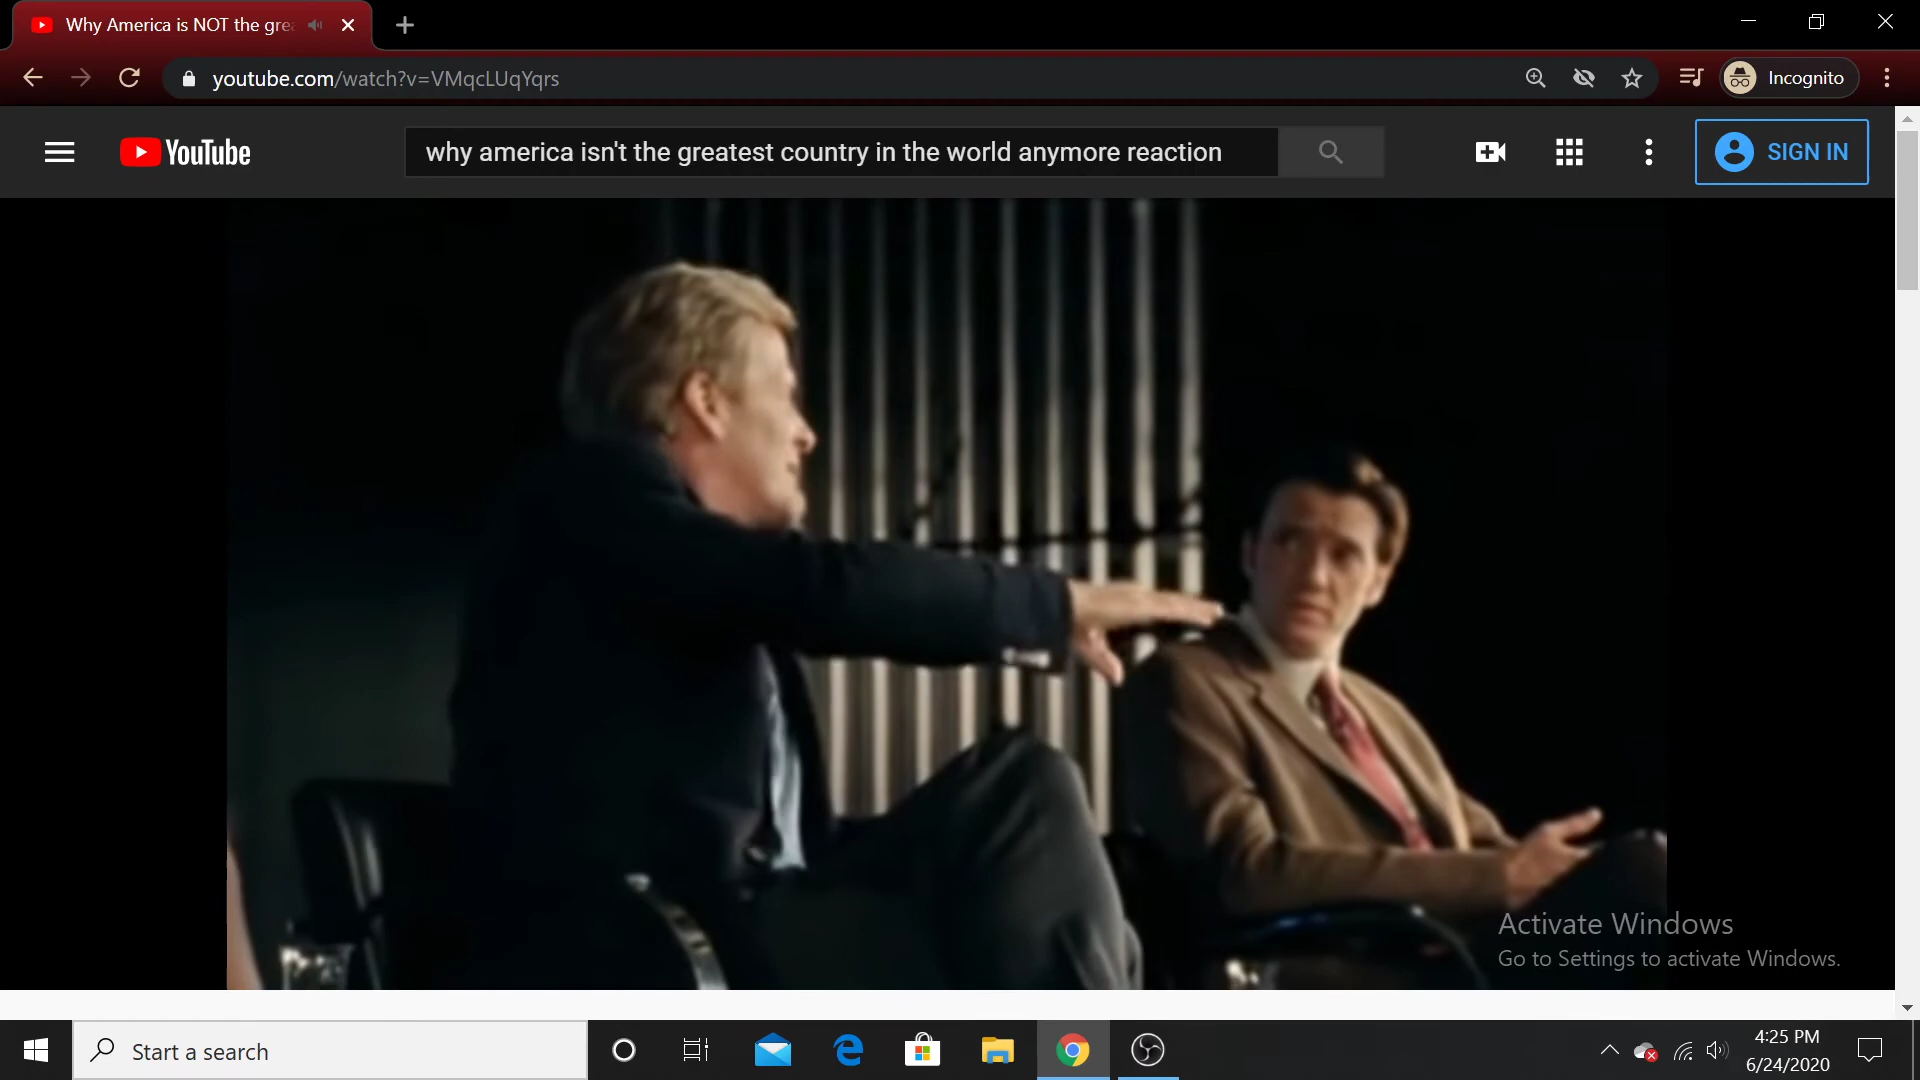 Why America is NOT the grea
youtube.com/watch?v=VMqcLUqYqrs
Incognito
YouTube
why america isn't the greatest country in the world anymore reaction
SIGN IN
Activate Windows
Go to Settings to activate Windows.
Start a search
4:25 PM
6/24/2020